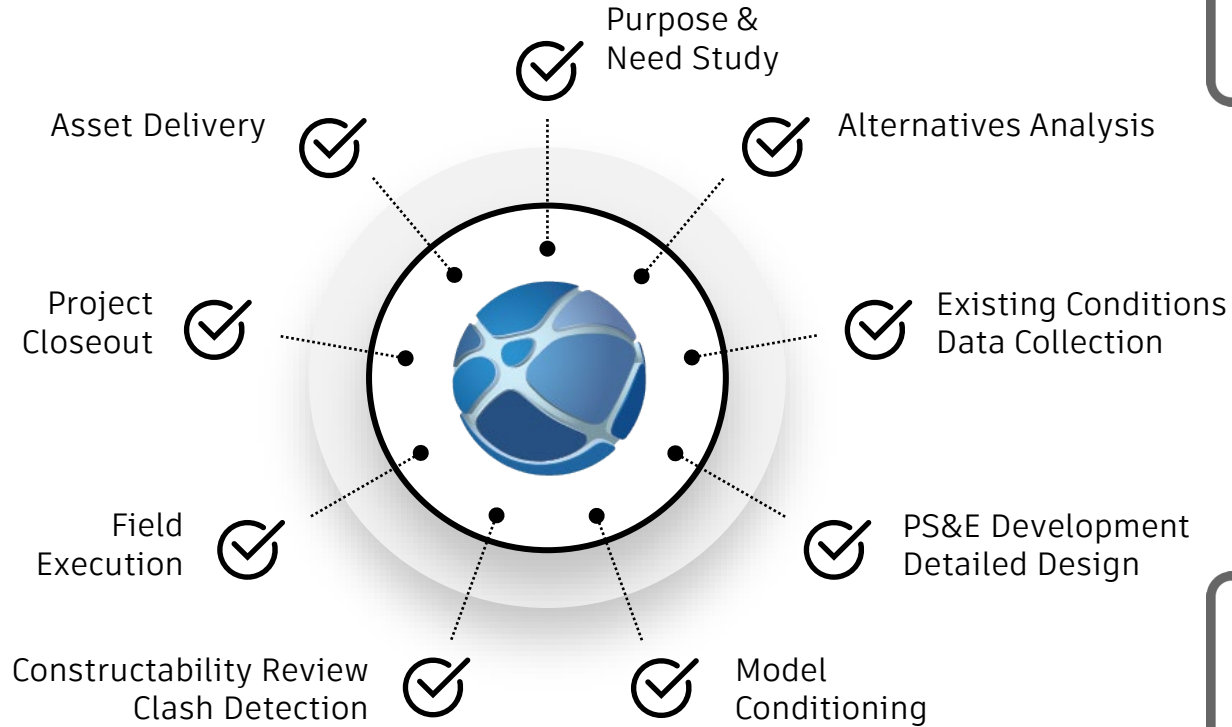 Purpose &
Need Study
Alternatives Analysis
Existing Conditions
Data Collection
PS&E Development
Detailed Design
Model
Conditioning
Constructability Review
Clash Detection
Field
Execution
Project
Closeout
Asset Delivery